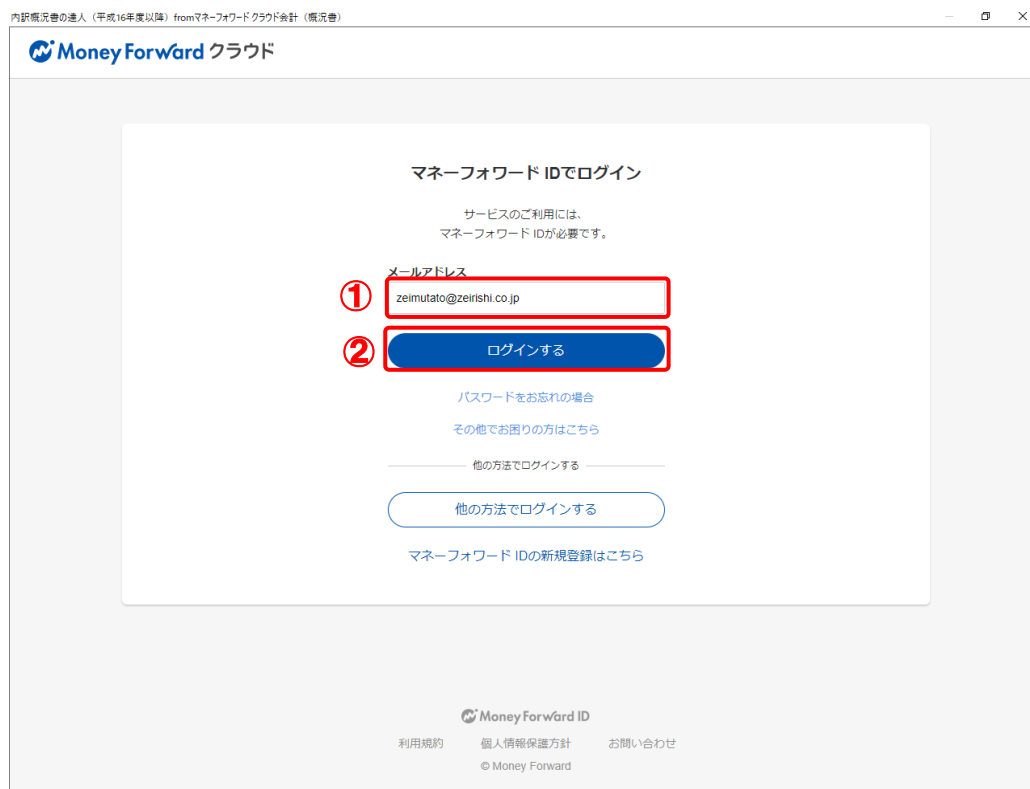 内訳概況書の達人（平成16年度以降）fromマネーフォワード クラウド会計（概況書）
Money Forward クラウド
マネーフォワード IDでログイン
サービスのご利用には、
マネーフォワード IDが必要です。
メールアドレス
① zeimutato@zeirishi.co.jp
② ログインする
パスワードをお忘れの場合
その他でお困りの方はこちら
他の方法でログインする
他の方法でログインする
マネーフォワード IDの新規登録はこちら
Money Forward ID
利用規約 個人情報保護方針 お問い合わせ
© Money Forward